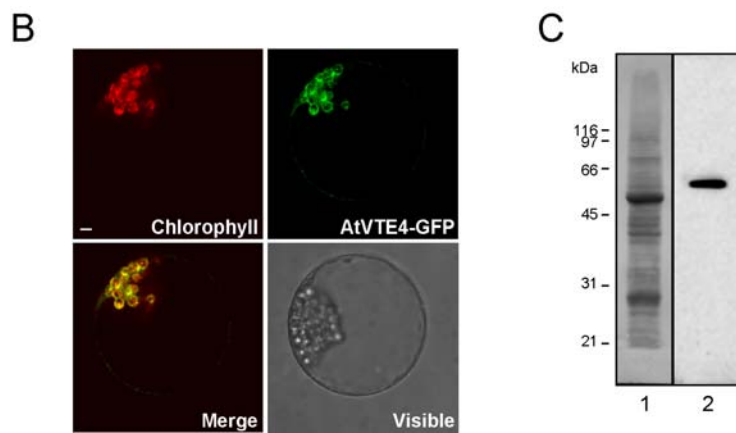 B
Chlorophyll
AtVTE4-GFP
Merge
Visible
C
kDa
116
97
66
45
31
21
1 2